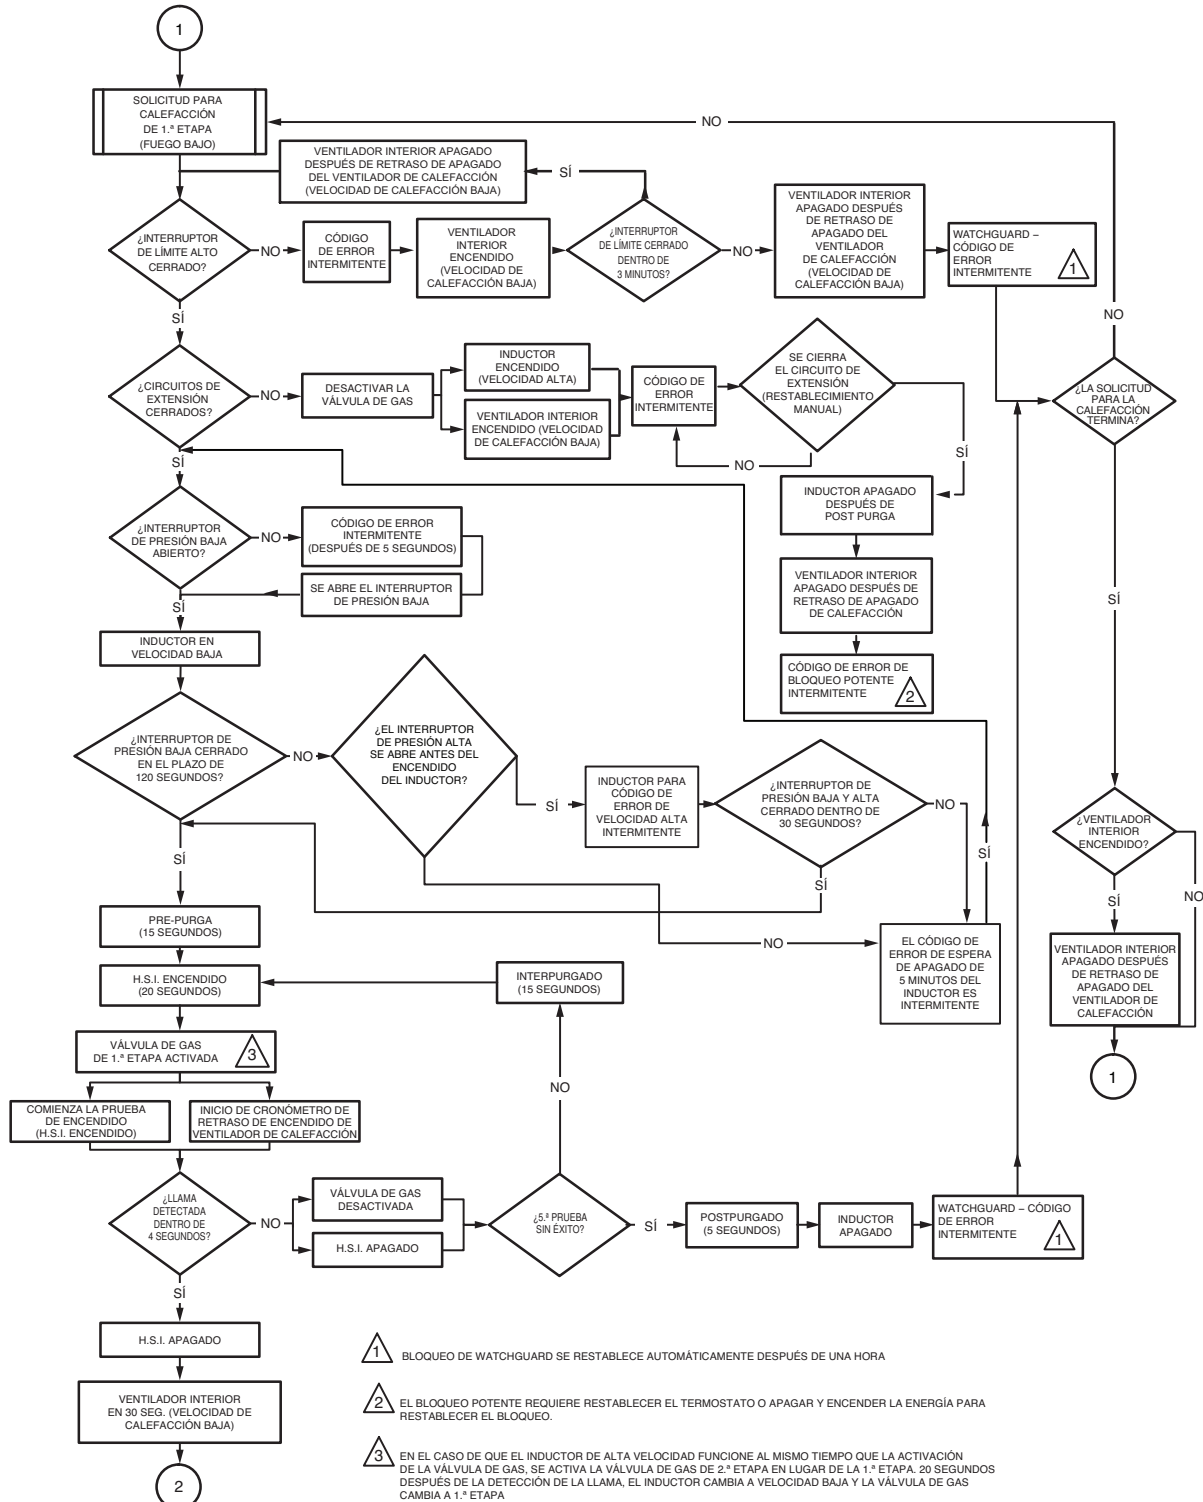 1
SOLICITUD PARA
CALEFACCIÓN
DE 1.ª ETAPA
(FUEGO BAJO)
NO
VENTILADOR INTERIOR APAGADO
DESPUÉS DE RETRASO DE APAGADO
DEL VENTILADOR DE CALEFACCIÓN
(VELOCIDAD DE CALEFACCIÓN BAJA)
SÍ
¿INTERRUPTOR
DE LÍMITE ALTO
CERRADO?
NO
CÓDIGO
DE ERROR
INTERMITENTE
VENTILADOR
INTERIOR
ENCENDIDO
(VELOCIDAD DE
CALEFACCIÓN BAJA)
¿INTERRUPTOR
DE LÍMITE CERRADO
DENTRO DE
3 MINUTOS?
NO
VENTILADOR INTERIOR
APAGADO DESPUÉS
DE RETRASO DE
APAGADO DEL
VENTILADOR
DE CALEFACCIÓN
(VELOCIDAD DE
CALEFACCIÓN BAJA)
WATCHGUARD –
CÓDIGO DE
ERROR
INTERMITENTE
1
SÍ
NO
¿CIRCUITOS DE
EXTENSIÓN
CERRADOS?
NO
DESACTIVAR LA
VÁLVULA DE GAS
INDUCTOR
ENCENDIDO
(VELOCIDAD ALTA)
VENTILADOR INTERIOR
ENCENDIDO (VELOCIDAD
DE CALEFACCIÓN BAJA)
CÓDIGO DE
ERROR
INTERMITENTE
SE CIERRA
EL CIRCUITO DE
EXTENSIÓN
(RESTABLECIMIENTO
MANUAL)
NO
SÍ
¿LA SOLICITUD
PARA LA
CALEFACCIÓN
TERMINA?
SÍ
INDUCTOR APAGADO
DESPUÉS DE
POST PURGA
¿INTERRUPTOR
DE PRESIÓN BAJA
ABIERTO?
NO
CÓDIGO DE ERROR
INTERMITENTE
(DESPUÉS DE 5 SEGUNDOS)
SE ABRE EL INTERRUPTOR
DE PRESIÓN BAJA
VENTILADOR INTERIOR
APAGADO DESPUÉS DE
RETRASO DE APAGADO
DE CALEFACCIÓN
SÍ
SÍ
INDUCTOR EN
VELOCIDAD BAJA
CÓDIGO DE ERROR DE
BLOQUEO POTENTE
INTERMITENTE
2
¿INTERRUPTOR DE
PRESIÓN BAJA CERRADO
EN EL PLAZO DE
120 SEGUNDOS?
NO
¿EL INTERRUPTOR
DE PRESIÓN ALTA
SE ABRE ANTES DEL
ENCENDIDO
DEL INDUCTOR?
SÍ
INDUCTOR PARA
CÓDIGO DE
ERROR DE
VELOCIDAD ALTA
INTERMITENTE
¿INTERRUPTOR DE
PRESIÓN BAJA Y ALTA
CERRADO DENTRO DE
30 SEGUNDOS?
NO
SÍ
¿VENTILADOR
INTERIOR
ENCENDIDO?
SÍ
SÍ
SÍ
NO
PRE-PURGA
(15 SEGUNDOS)
NO
EL CÓDIGO DE
ERROR DE ESPERA
DE APAGADO DE
5 MINUTOS DEL
INDUCTOR ES
INTERMITENTE
VENTILADOR INTERIOR
APAGADO DESPUÉS
DE RETRASO DE
APAGADO DEL
VENTILADOR DE
CALEFACCIÓN
H.S.I. ENCENDIDO
(20 SEGUNDOS)
INTERPURGADO
(15 SEGUNDOS)
VÁLVULA DE GAS
DE 1.ª ETAPA ACTIVADA
3
1
NO
COMIENZA LA PRUEBA
DE ENCENDIDO
(H.S.I. ENCENDIDO)
INICIO DE CRONÓMETRO DE
RETRASO DE ENCENDIDO DE
VENTILADOR DE CALEFACCIÓN
¿LLAMA
DETECTADA
DENTRO DE
4 SEGUNDOS?
NO
VÁLVULA DE GAS
DESACTIVADA
H.S.I. APAGADO
¿5.ª PRUEBA
SIN ÉXITO?
SÍ
POSTPURGADO
(5 SEGUNDOS)
INDUCTOR
APAGADO
WATCHGUARD – CÓDIGO
DE ERROR
INTERMITENTE
1
SÍ
H.S.I. APAGADO
VENTILADOR INTERIOR
EN 30 SEG. (VELOCIDAD DE
CALEFACCIÓN BAJA)
2
1 BLOQUEO DE WATCHGUARD SE RESTABLECE AUTOMÁTICAMENTE DESPUÉS DE UNA HORA
2 EL BLOQUEO POTENTE REQUIERE RESTABLECER EL TERMOSTATO O APAGAR Y ENCENDER LA ENERGÍA PARA
RESTABLECER EL BLOQUEO.
3 EN EL CASO DE QUE EL INDUCTOR DE ALTA VELOCIDAD FUNCIONE AL MISMO TIEMPO QUE LA ACTIVACIÓN
DE LA VÁLVULA DE GAS, SE ACTIVA LA VÁLVULA DE GAS DE 2.ª ETAPA EN LUGAR DE LA 1.ª ETAPA. 20 SEGUNDOS
DESPUÉS DE LA DETECCIÓN DE LA LLAMA, EL INDUCTOR CAMBIA A VELOCIDAD BAJA Y LA VÁLVULA DE GAS
CAMBIA A 1.ª ETAPA